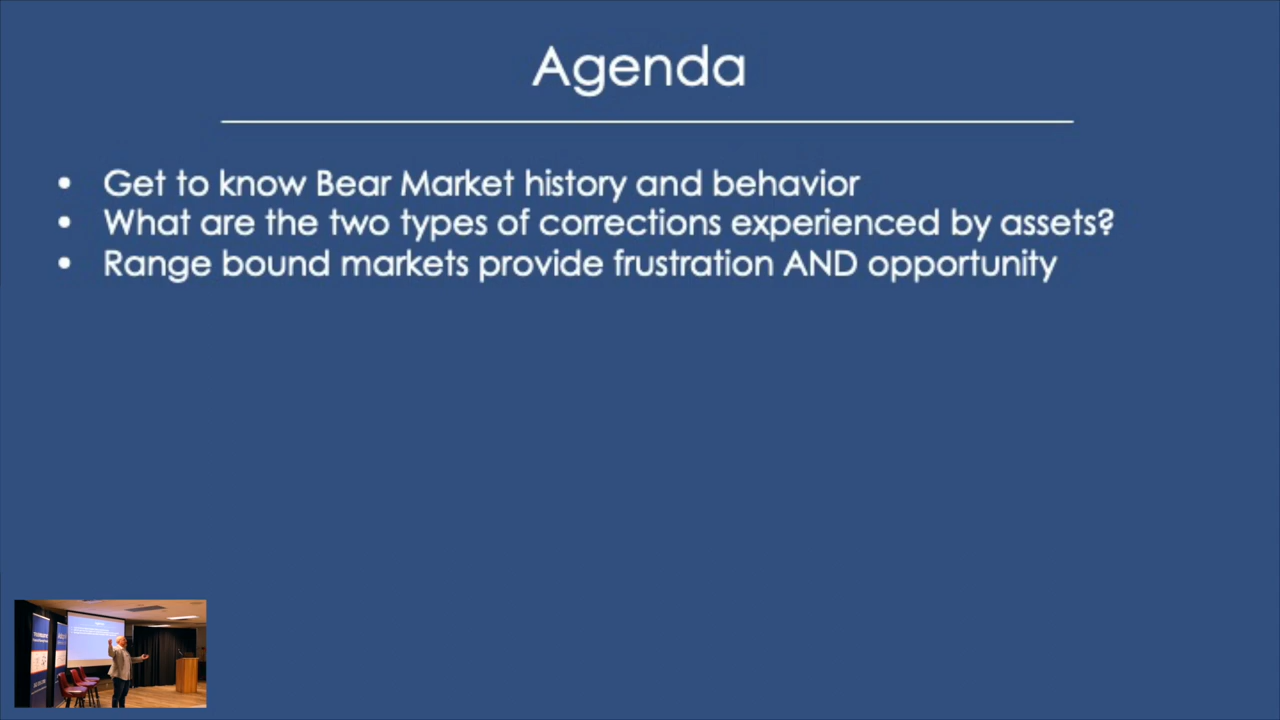 Agenda
• Get to know Bear Market history and behavior
• What are the two types of corrections experienced by assets?
• Range bound markets provide frustration AND opportunity